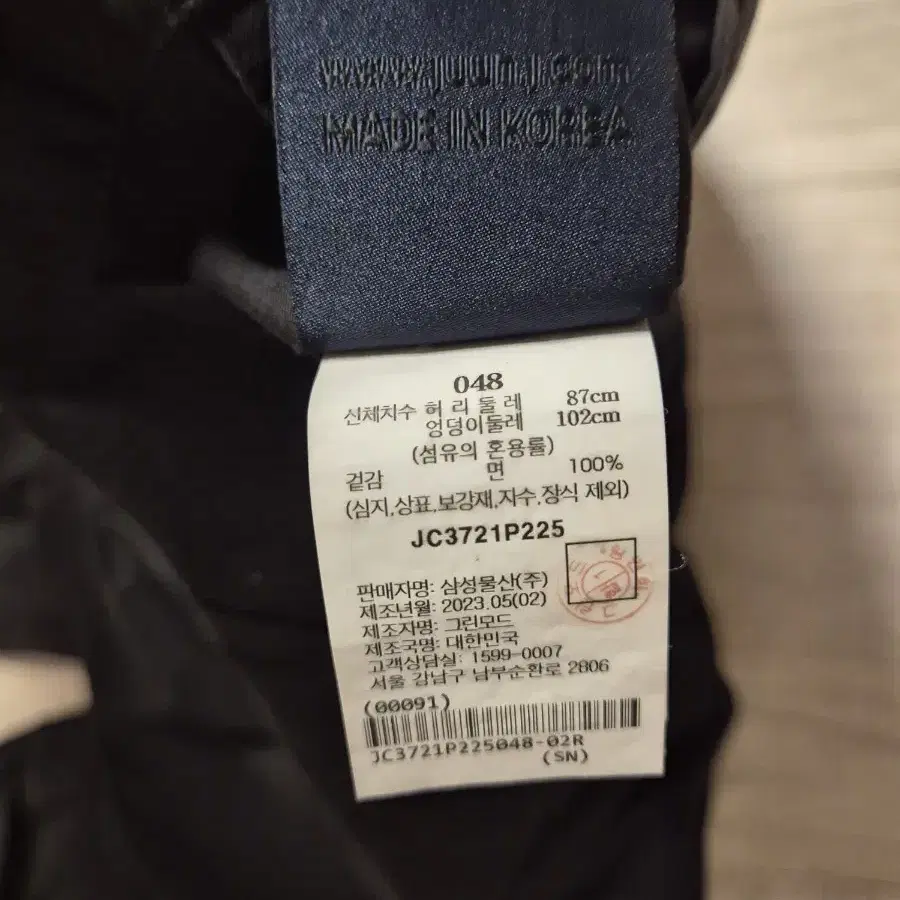 www.juunj.com
MADE IN KOREA
048
신체치수 허 리 둘 레 87cm
엉덩이둘레 102cm
(섬유의 혼용률)
겉감 면 100%
(심지,상표,보강재,자수,장식 제외)
JC3721P225
판매자명: 삼성물산(주)
제조년월: 2023.05(02)
제조자명: 그린모드
제조국명: 대한민국
고객상담실: 1599-0007
서울 강남구 남부순환로 2806
(00091)
JC3721P225048-02R
(SN)